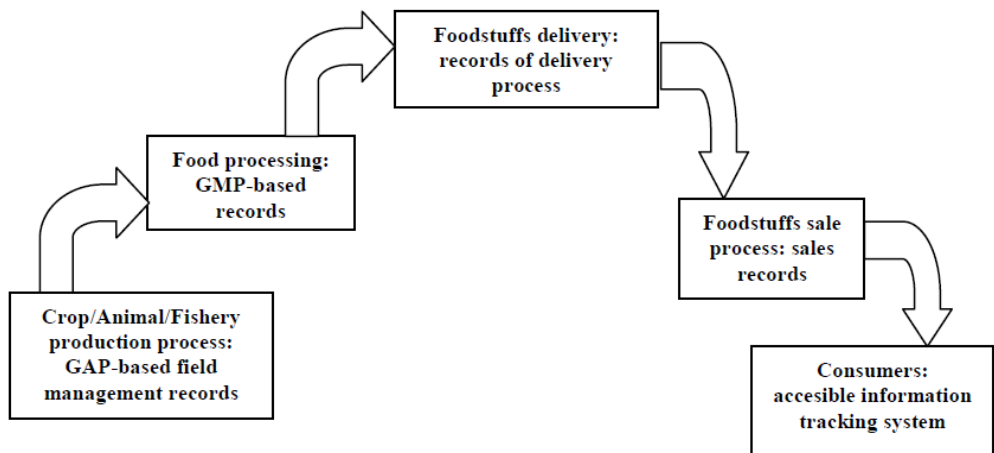 Foodstuffs delivery:
records of delivery
process
Food processing:
GMP-based
records
Foodstuffs sale
process: sales
records
Crop/Animal/Fishery
production process:
GAP-based field
management records
Consumers:
accesible information
tracking system